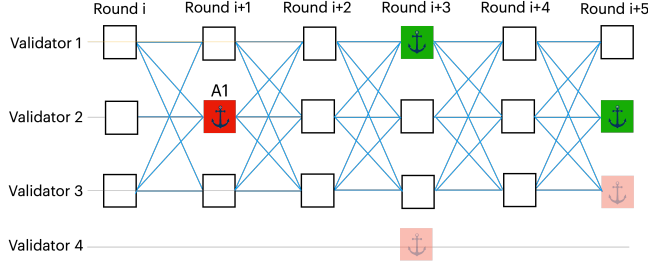 Round i Round i+1 Round i+2 Round i+3 Round i+4 Round i+5
Validator 1
A1
Validator 2
Validator 3
Validator 4